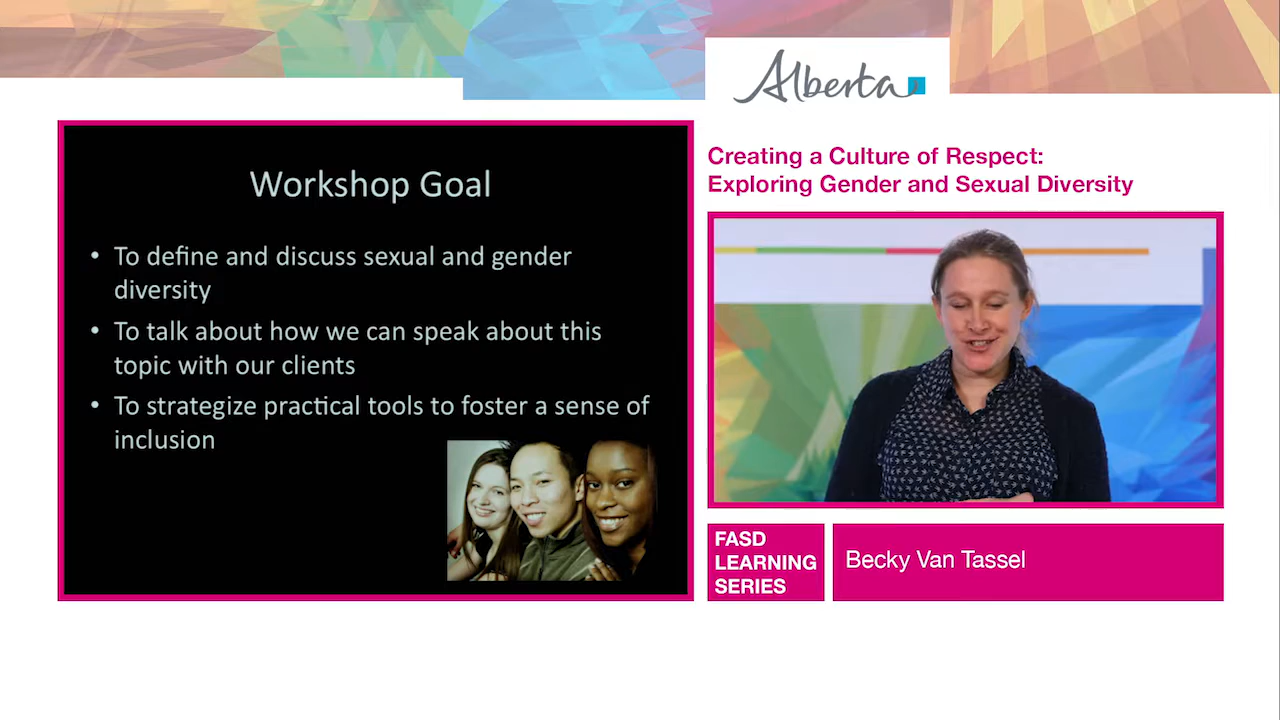 Alberta
Workshop Goal
• To define and discuss sexual and gender
diversity
• To talk about how we can speak about this
topic with our clients
• To strategize practical tools to foster a sense of
inclusion
Creating a Culture of Respect:
Exploring Gender and Sexual Diversity
FASD
LEARNING
SERIES
Becky Van Tassel